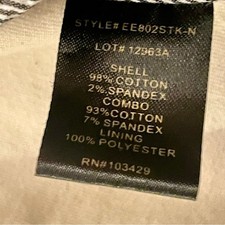 STYLE# EE802STK-N
LOT# 12963A
SHELL
98% COTTON
2% SPANDEX
COMBO
93% COTTON
7% SPANDEX
LINING
100% POLYESTER
RN#103429